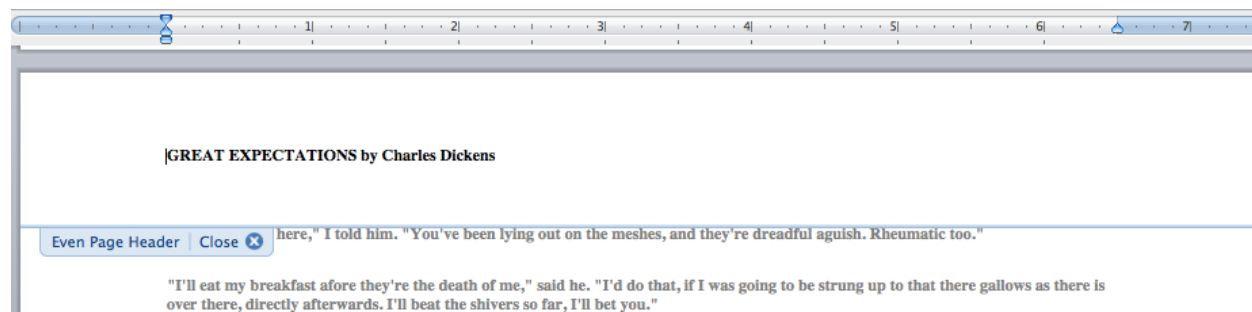 1 2 3 4 5 6 7
GREAT EXPECTATIONS by Charles Dickens
Even Page Header Close
here," I told him. "You've been lying out on the meshes, and they're dreadful aguish. Rheumatic too."
"I'll eat my breakfast afore they're the death of me," said he. "I'd do that, if I was going to be strung up to that there gallows as there is
over there, directly afterwards. I'll beat the shivers so far, I'll bet you."